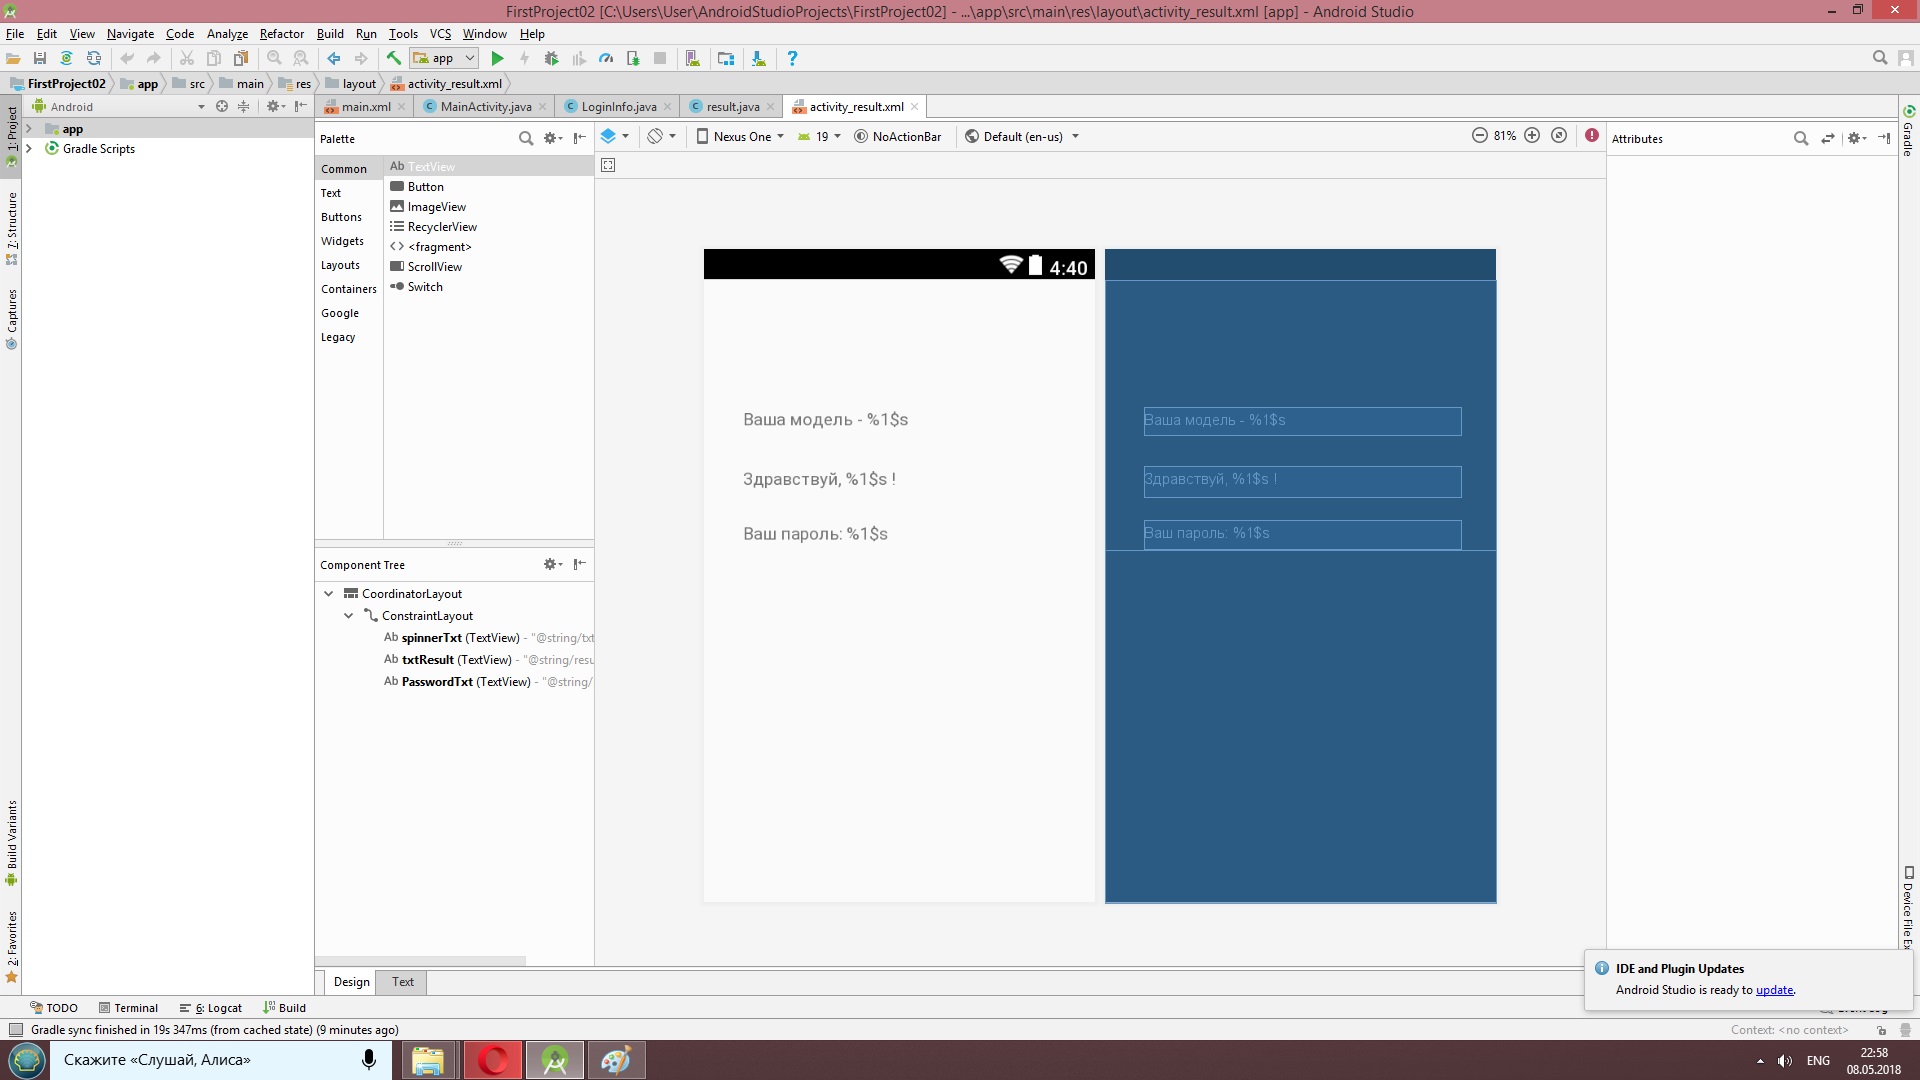 FirstProject02 [C:\Users\User\AndroidStudioProjects\FirstProject02] - ...\app\src\main\res\layout\activity_result.xml [app] - Android Studio
File Edit View Navigate Code Analyze Refactor Build Run Tools VCS Window Help
app
FirstProject02 app src main res layout activity_result.xml
Android
main.xml MainActivity.java LoginInfo.java result.java activity_result.xml
1: Project
7: Structure
Captures
Build Variants
2: Favorites
app
Gradle Scripts
Palette
Common
Text
Buttons
Widgets
Layouts
Containers
Google
Legacy
Ab TextView
Button
ImageView
RecyclerView
<fragment>
ScrollView
Switch
Nexus One 19 NoActionBar Default (en-us) 81%
Attributes
Gradle
4:40
Ваша модель - %1$s
Здравствуй, %1$s !
Ваш пароль: %1$s
Ваша модель - %1$s
Здравствуй, %1$s !
Ваш пароль: %1$s
Component Tree
CoordinatorLayout
ConstraintLayout
Ab spinnerTxt (TextView) - "@string/txt
Ab txtResult (TextView) - "@string/resu
Ab PasswordTxt (TextView) - "@string/
Device File Ex
Design Text
IDE and Plugin Updates
Android Studio is ready to update.
TODO Terminal 6: Logcat Build
Gradle sync finished in 19s 347ms (from cached state) (9 minutes ago)
Context: <no context>
Скажите «Слушай, Алиса»
ENG
22:58
08.05.2018